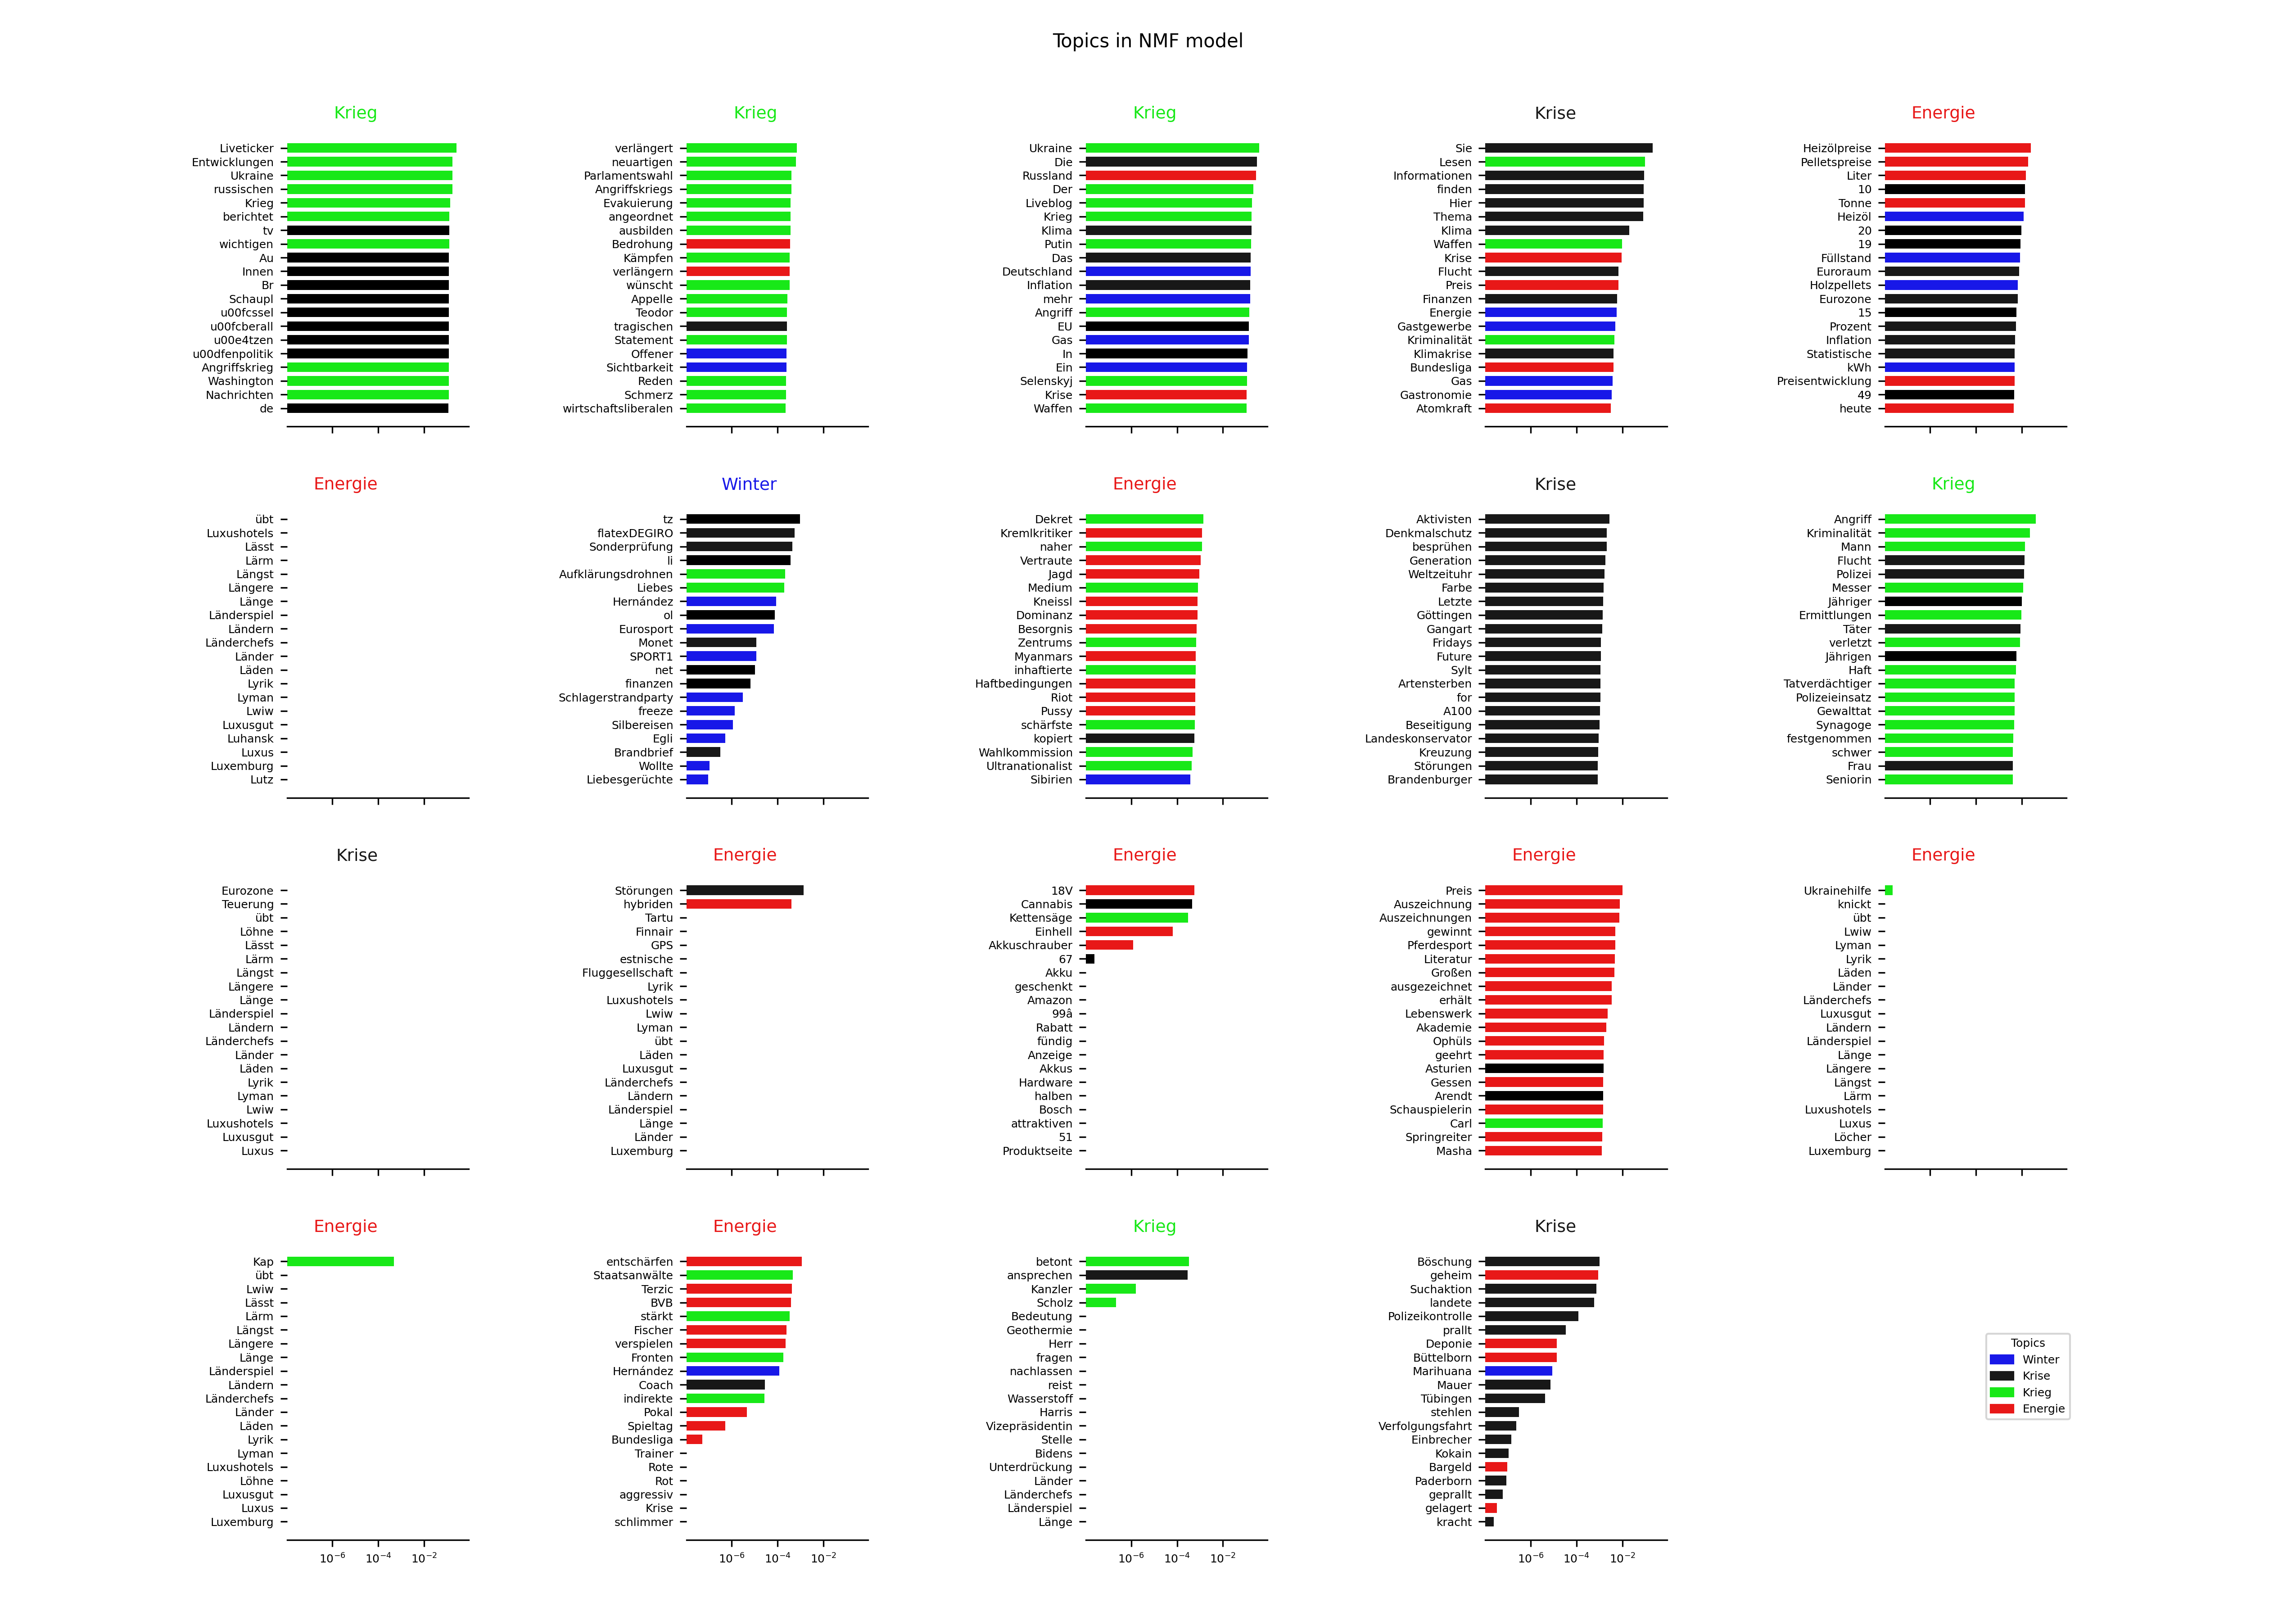 Topics in NMF model
Krieg
Liveticker
Entwicklungen
Ukraine
russischen
Krieg
berichtet
tv
wichtigen
Au
Innen
Br
Schaupl
u00fcssel
u00fcberall
u00e4tzen
u00dfenpolitik
Angriffskrieg
Washington
Nachrichten
de
Krieg
verlängert
neuartigen
Parlamentswahl
Angriffskriegs
Evakuierung
angeordnet
ausbilden
Bedrohung
Kämpfen
verlängern
wünscht
Appelle
Teodor
tragischen
Statement
Offener
Sichtbarkeit
Reden
Schmerz
wirtschaftsliberalen
Krieg
Ukraine
Die
Russland
Der
Liveblog
Krieg
Klima
Putin
Das
Deutschland
Inflation
mehr
Angriff
EU
Gas
In
Ein
Selenskyj
Krise
Waffen
Krise
Sie
Lesen
Informationen
finden
Hier
Thema
Klima
Waffen
Krise
Flucht
Preis
Finanzen
Energie
Gastgewerbe
Kriminalität
Klimakrise
Bundesliga
Gas
Gastronomie
Atomkraft
Energie
Heizölpreise
Pelletspreise
Liter
10
Tonne
Heizöl
20
19
Füllstand
Euroraum
Holzpellets
Eurozone
15
Prozent
Inflation
Statistische
kWh
Preisentwicklung
49
heute
Energie
übt
Luxushotels
Lässt
Lärm
Längst
Längere
Länge
Länderspiel
Ländern
Länderchefs
Länder
Läden
Lyrik
Lyman
Lwiw
Luxusgut
Luhansk
Luxus
Luxemburg
Lutz
Winter
tz
flatexDEGIRO
Sonderprüfung
li
Aufklärungsdrohnen
Liebes
Hernández
ol
Eurosport
Monet
SPORT1
net
finanzen
Schlagerstrandparty
freeze
Silbereisen
Egli
Brandbrief
Wollte
Liebesgerüchte
Energie
Dekret
Kremlkritiker
naher
Vertraute
Jagd
Medium
Kneissl
Dominanz
Besorgnis
Zentrums
Myanmars
inhaftierte
Haftbedingungen
Riot
Pussy
schärfste
kopiert
Wahlkommission
Ultranationalist
Sibirien
Krise
Aktivisten
Denkmalschutz
besprühen
Generation
Weltzeituhr
Farbe
Letzte
Göttingen
Gangart
Fridays
Future
Sylt
Artensterben
for
A100
Beseitigung
Landeskonservator
Kreuzung
Störungen
Brandenburger
Krieg
Angriff
Kriminalität
Mann
Flucht
Polizei
Messer
Jähriger
Ermittlungen
Täter
verletzt
Jährigen
Haft
Tatverdächtiger
Polizeieinsatz
Gewalttat
Synagoge
festgenommen
schwer
Frau
Seniorin
Krise
Eurozone
Teuerung
übt
Löhne
Lässt
Lärm
Längst
Längere
Länge
Länderspiel
Ländern
Länderchefs
Länder
Läden
Lyrik
Lyman
Lwiw
Luxushotels
Luxusgut
Luxus
Energie
Störungen
hybriden
Tartu
Finnair
GPS
estnische
Fluggesellschaft
Lyrik
Luxushotels
Lwiw
Lyman
übt
Läden
Luxusgut
Länderchefs
Ländern
Länderspiel
Länge
Länder
Luxemburg
Energie
18V
Cannabis
Kettensäge
Einhell
Akkuschrauber
67
Akku
geschenkt
Amazon
99â
Rabatt
fündig
Anzeige
Akkus
Hardware
halben
Bosch
attraktiven
51
Produktseite
Energie
Preis
Auszeichnung
Auszeichnungen
gewinnt
Pferdesport
Literatur
Großen
ausgezeichnet
erhält
Lebenswerk
Akademie
Ophüls
geehrt
Asturien
Gessen
Arendt
Schauspielerin
Carl
Springreiter
Masha
Energie
Ukrainehilfe
knickt
übt
Lwiw
Lyman
Lyrik
Läden
Länder
Länderchefs
Luxusgut
Ländern
Länderspiel
Länge
Längere
Längst
Lärm
Luxushotels
Luxus
Löcher
Luxemburg
Energie
Kap
übt
Lwiw
Lässt
Lärm
Längst
Längere
Länge
Länderspiel
Ländern
Länderchefs
Länder
Läden
Lyrik
Lyman
Luxushotels
Löhne
Luxusgut
Luxus
Luxemburg
10⁻⁶ 10⁻⁴ 10⁻²
Energie
entschärfen
Staatsanwälte
Terzic
BVB
stärkt
Fischer
verspielen
Fronten
Hernández
Coach
indirekte
Pokal
Spieltag
Bundesliga
Trainer
Rote
Rot
aggressiv
Krise
schlimmer
10⁻⁶ 10⁻⁴ 10⁻²
Krieg
betont
ansprechen
Kanzler
Scholz
Bedeutung
Geothermie
Herr
fragen
nachlassen
reist
Wasserstoff
Harris
Vizepräsidentin
Stelle
Bidens
Unterdrückung
Länder
Länderchefs
Länderspiel
Länge
10⁻⁶ 10⁻⁴ 10⁻²
Krise
Böschung
geheim
Suchaktion
landete
Polizeikontrolle
prallt
Deponie
Büttelborn
Marihuana
Mauer
Tübingen
stehlen
Verfolgungsfahrt
Einbrecher
Kokain
Bargeld
Paderborn
geprallt
gelagert
kracht
10⁻⁶ 10⁻⁴ 10⁻²
Topics
Winter
Krise
Krieg
Energie